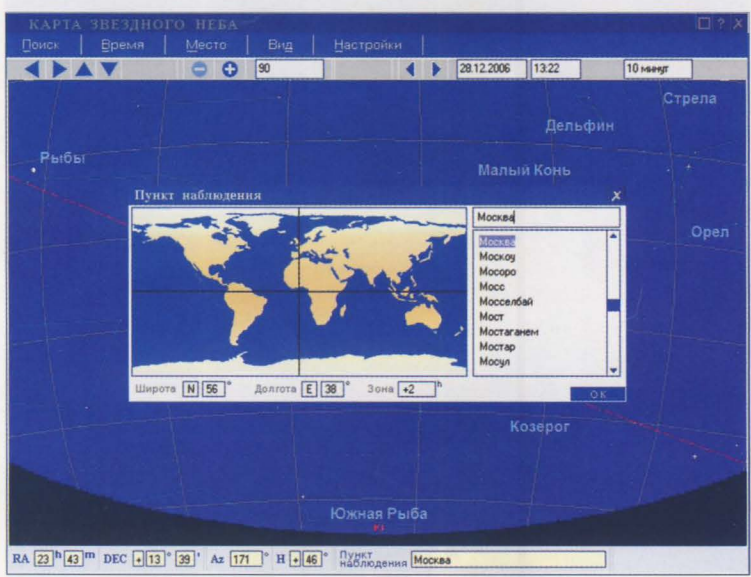 КАРТА ЗВЕЗДНОГО НЕБА ? X
Поиск Время Место Вид Настройки
90 28.12.2006 13:22 10 минут
Стрела
Дельфин
Рыбы
Малый Конь
Пункт наблюдения X
Москва
Орел
Москва
Москоу
Мосоро
Мосс
Мосселбай
Мост
Мостаганем
Мостар
Мосул
Широта N 56 ° Долгота E 38 ° Зона +2 h
OK
Козерог
Южная Рыба
RA 23 h 43 m DEC + 13 ° 39 ' Az 171 ° H + 46 ° Пункт наблюдения Москва